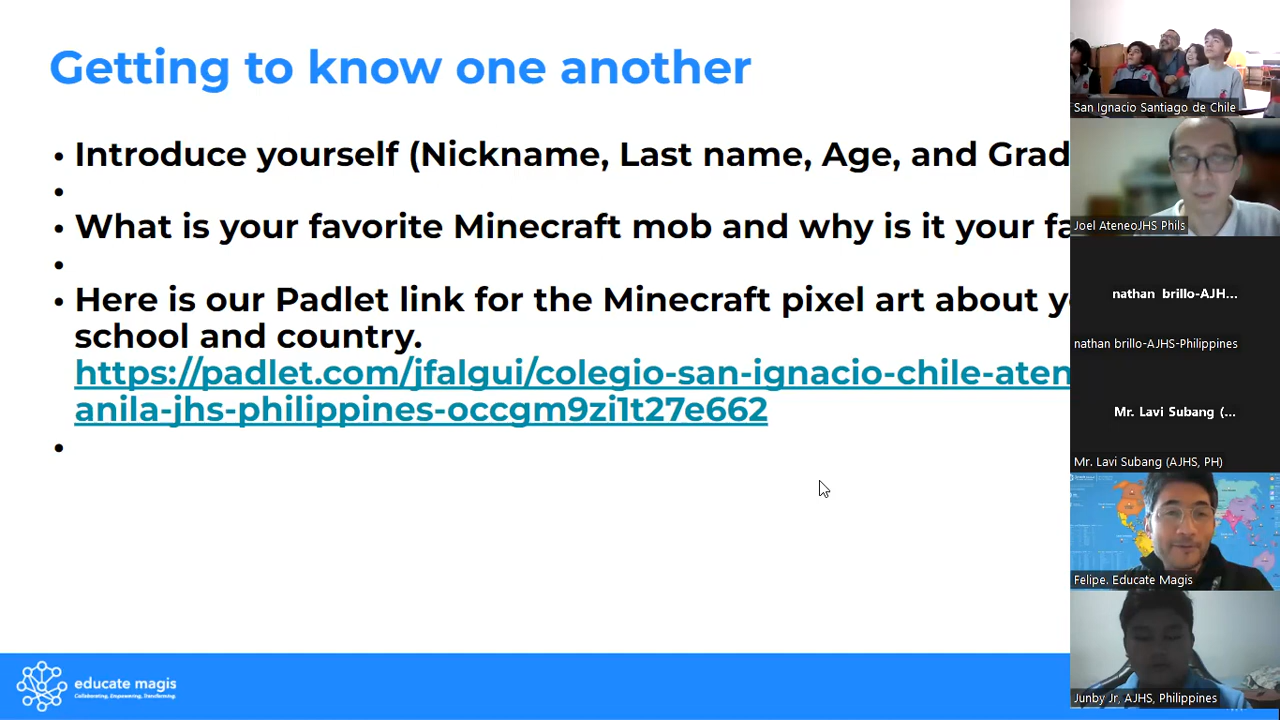 Getting to know one another
• Introduce yourself (Nickname, Last name, Age, and Grad
•
• What is your favorite Minecraft mob and why is it your fa
•
• Here is our Padlet link for the Minecraft pixel art about y
school and country.
https://padlet.com/jfalgui/colegio-san-ignacio-chile-aten
anila-jhs-philippines-occgm9zi1t27e662
•
educate magis
Collaborating, Empowering, Transforming.
San Ignacio Santiago de Chile
Joel AteneoJHS Phils
nathan brillo-AJH...
nathan brillo-AJHS-Philippines
Mr. Lavi Subang (...
Mr. Lavi Subang (AJHS, PH)
Felipe. Educate Magis
Junby Jr, AJHS, Philippines